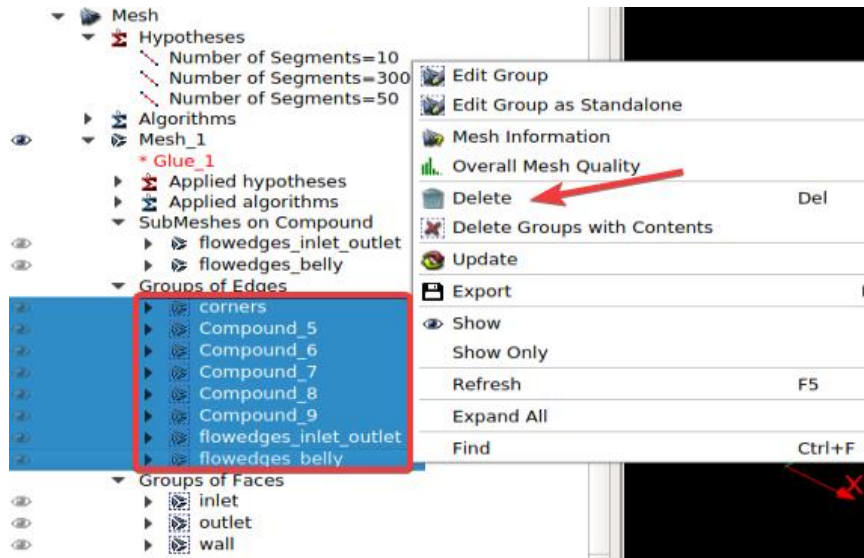 Mesh
Hypotheses
Number of Segments=10
Number of Segments=300
Number of Segments=50
Algorithms
Mesh_1
* Glue_1
Applied hypotheses
Applied algorithms
SubMeshes on Compound
flowedges_inlet_outlet
flowedges_belly
Groups of Edges
corners
Compound_5
Compound_6
Compound_7
Compound_8
Compound_9
flowedges_inlet_outlet
flowedges_belly
Groups of Faces
inlet
outlet
wall
Edit Group
Edit Group as Standalone
Mesh Information
Overall Mesh Quality
Delete Del
Delete Groups with Contents
Update
Export
Show
Show Only
Refresh F5
Expand All
Find Ctrl+F
X